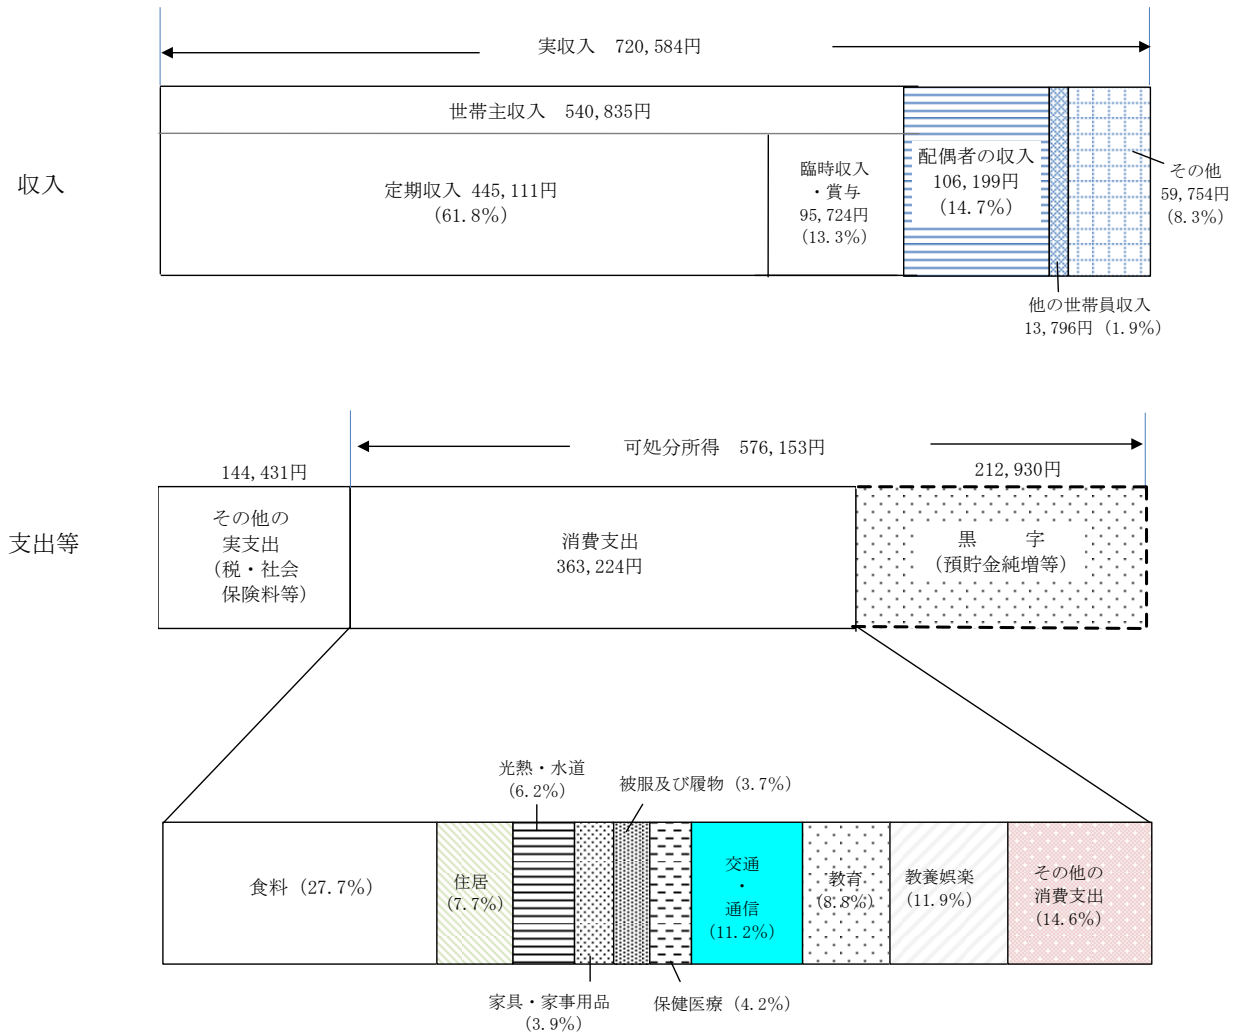 実収入　720,584円
収入
世帯主収入　540,835円
定期収入 445,111円
(61.8%)
臨時収入
・賞与
95,724円
(13.3%)
配偶者の収入
106,199円
(14.7%)
その他
59,754円
(8.3%)
他の世帯員収入
13,796円 (1.9%)
可処分所得　576,153円
144,431円
212,930円
支出等
その他の
実支出
(税・社会
保険料等)
消費支出
363,224円
黒　　字
(預貯金純増等)
光熱・水道
(6.2%)
被服及び履物 (3.7%)
食料 (27.7%)
住居
(7.7%)
交通
・
通信
(11.2%)
教育
(8.8%)
教養娯楽
(11.9%)
その他の
消費支出
(14.6%)
家具・家事用品
(3.9%)
保健医療 (4.2%)